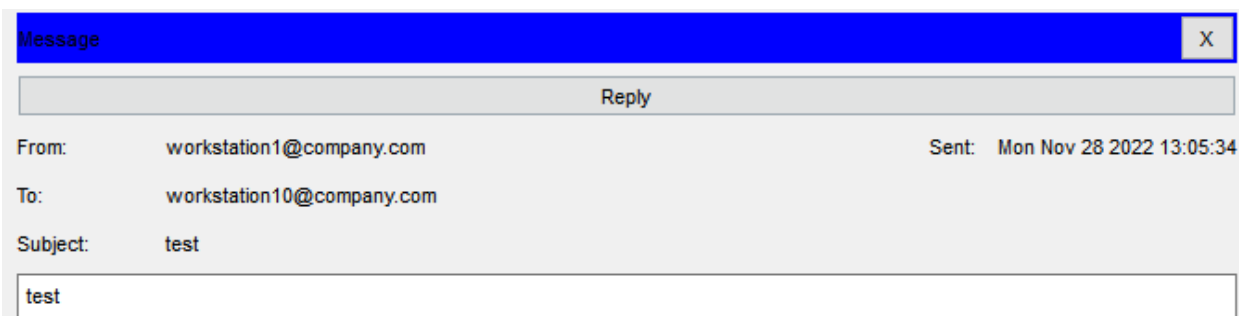 Message X
Reply
From: workstation1@company.com Sent: Mon Nov 28 2022 13:05:34
To: workstation10@company.com
Subject: test
test